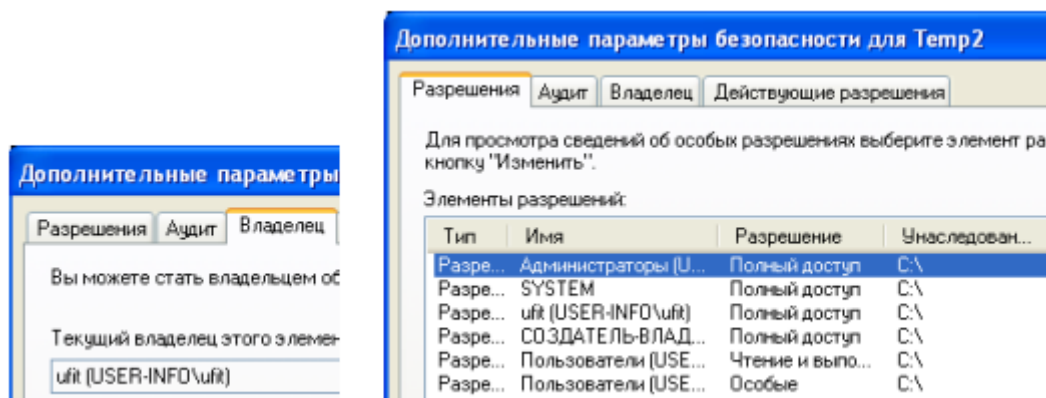 Дополнительные параметры
Разрешения Аудит Владелец
Вы можете стать владельцем об
Текущий владелец этого элемен
ufit (USER-INFO\ufit)
Дополнительные параметры безопасности для Temp2
Разрешения Аудит Владелец Действующие разрешения
Для просмотра сведений об особых разрешениях выберите элемент ра
кнопку "Изменить".
Элементы разрешений:
Тип Имя Разрешение Унаследован...
Разре... Администраторы (U... Полный доступ C:\
Разре... SYSTEM Полный доступ C:\
Разре... ufit (USER-INFO\ufit) Полный доступ C:\
Разре... СОЗДАТЕЛЬ-ВЛАД... Полный доступ C:\
Разре... Пользователи (USE... Чтение и выпо... C:\
Разре... Пользователи (USE... Особые C:\